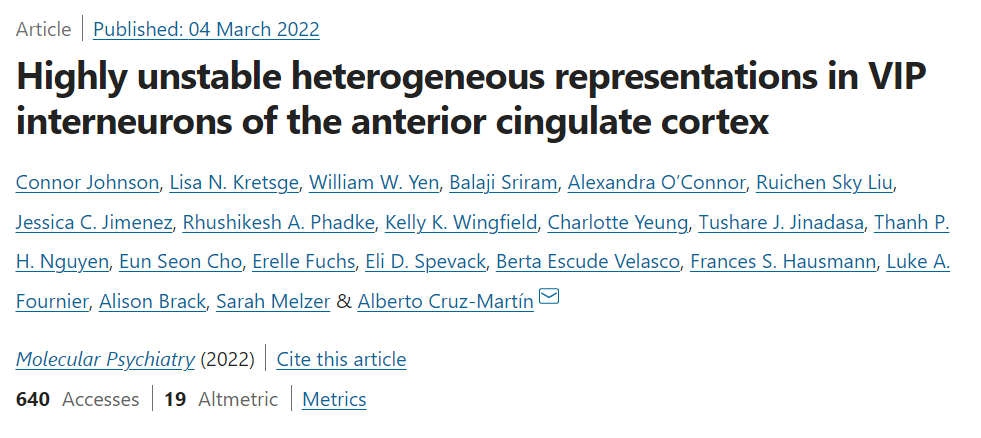 Article | Published: 04 March 2022
Highly unstable heterogeneous representations in VIP
interneurons of the anterior cingulate cortex
Connor Johnson, Lisa N. Kretsge, William W. Yen, Balaji Sriram, Alexandra O’Connor, Ruichen Sky Liu,
Jessica C. Jimenez, Rhushikesh A. Phadke, Kelly K. Wingfield, Charlotte Yeung, Tushare J. Jinadasa, Thanh P.
H. Nguyen, Eun Seon Cho, Erelle Fuchs, Eli D. Spevack, Berta Escude Velasco, Frances S. Hausmann, Luke A.
Fournier, Alison Brack, Sarah Melzer & Alberto Cruz-Martín
Molecular Psychiatry (2022) | Cite this article
640 Accesses | 19 Altmetric | Metrics